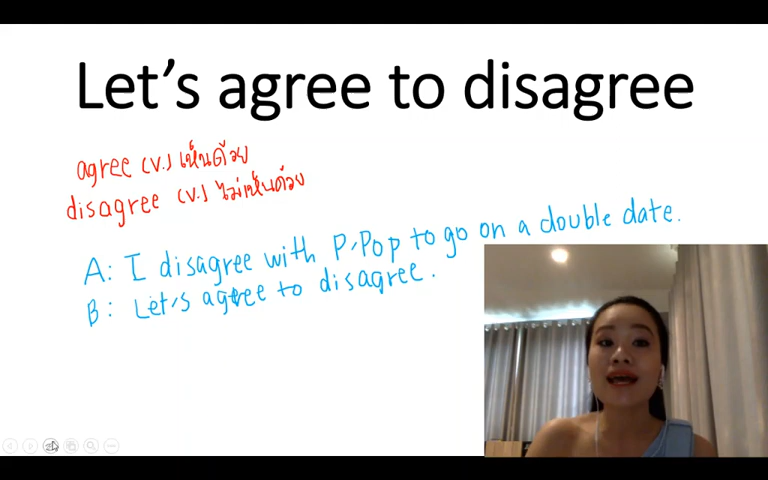 Let's agree to disagree
agree (v.) เห็นด้วย
disagree (v.) ไม่เห็นด้วย
A: I disagree with P'Pop to go on a double date.
B: Let's agree to disagree.